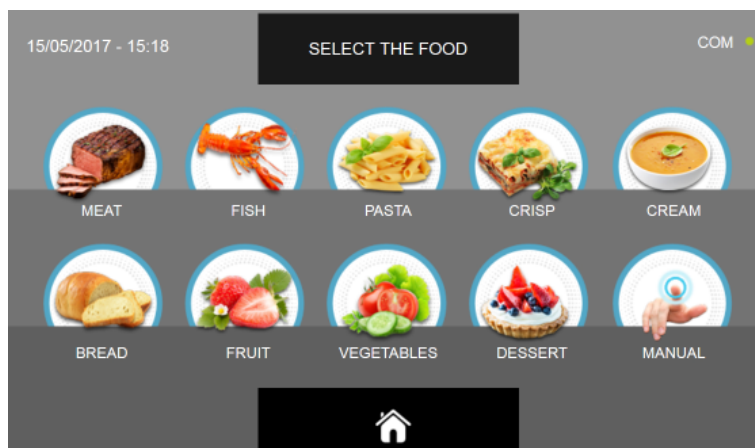 15/05/2017 - 15:18
SELECT THE FOOD
COM
MEAT
FISH
PASTA
CRISP
CREAM
BREAD
FRUIT
VEGETABLES
DESSERT
MANUAL